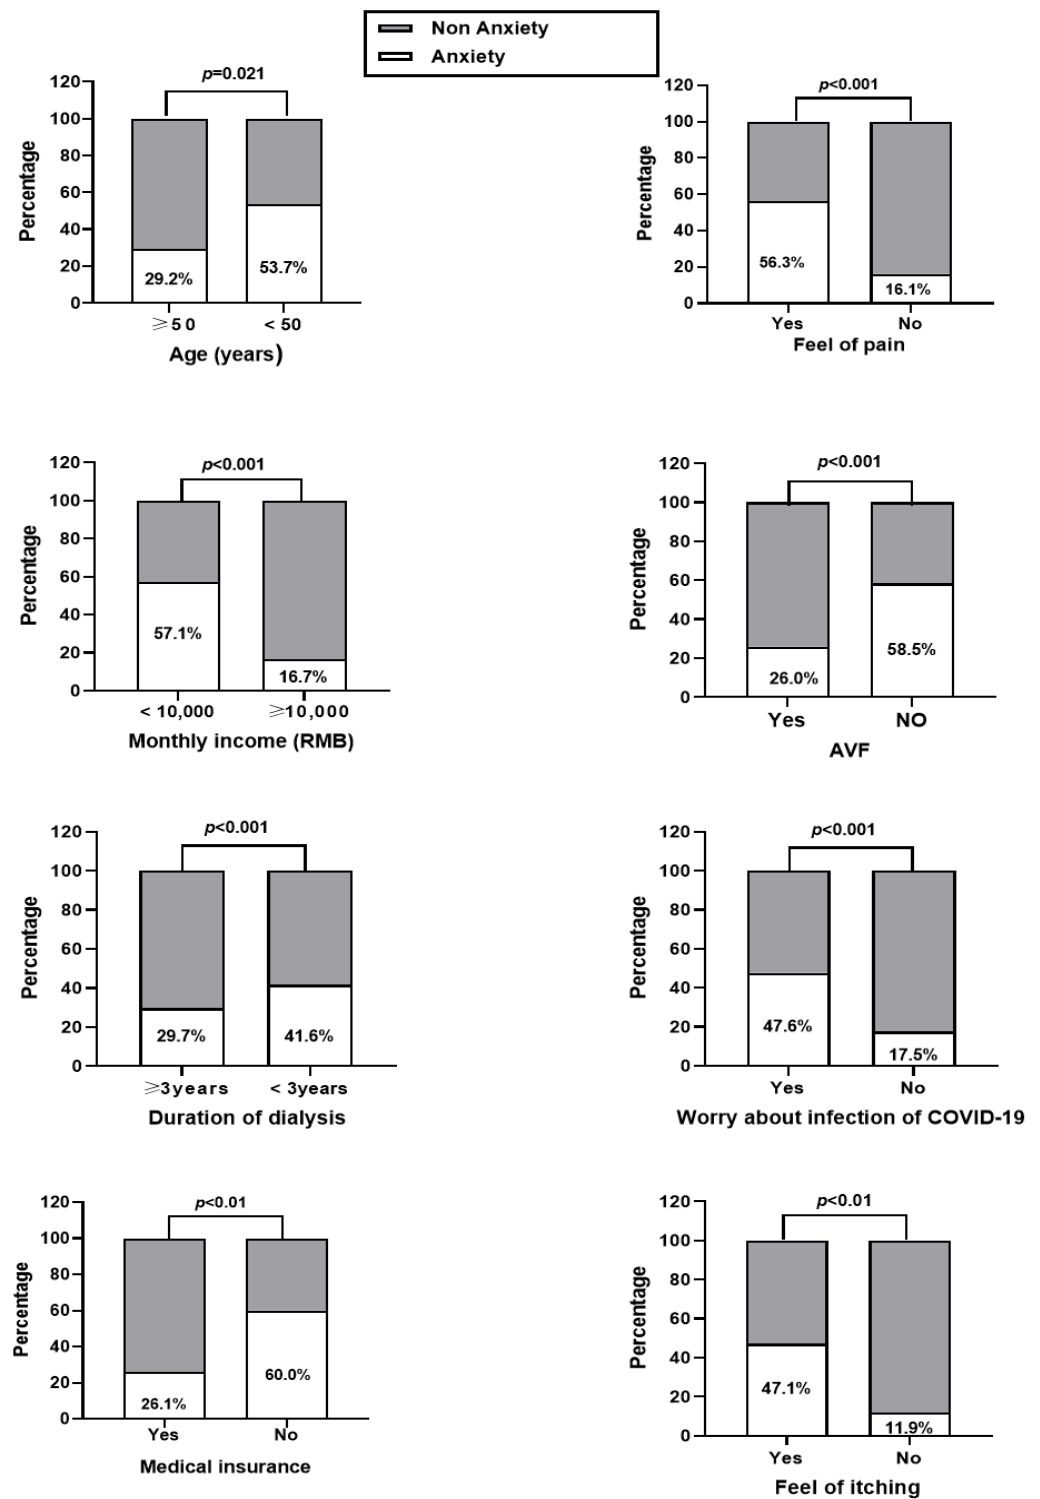 Non Anxiety
Anxiety
p=0.021
120
100
80
60
40
20
0
Percentage
29.2%
53.7%
≥50
< 50
Age (years)
p<0.001
120
100
80
60
40
20
0
Percentage
56.3%
16.1%
Yes
No
Feel of pain
p<0.001
120
100
80
60
40
20
0
Percentage
57.1%
16.7%
< 10,000
≥10,000
Monthly income (RMB)
p<0.001
120
100
80
60
40
20
0
Percentage
26.0%
58.5%
Yes
NO
AVF
p<0.001
120
100
80
60
40
20
0
Percentage
29.7%
41.6%
≥3years
< 3years
Duration of dialysis
p<0.001
120
100
80
60
40
20
0
Percentage
47.6%
17.5%
Yes
No
Worry about infection of COVID-19
p<0.01
120
100
80
60
40
20
0
Percentage
26.1%
60.0%
Yes
No
Medical insurance
p<0.01
120
100
80
60
40
20
0
Percentage
47.1%
11.9%
Yes
No
Feel of itching